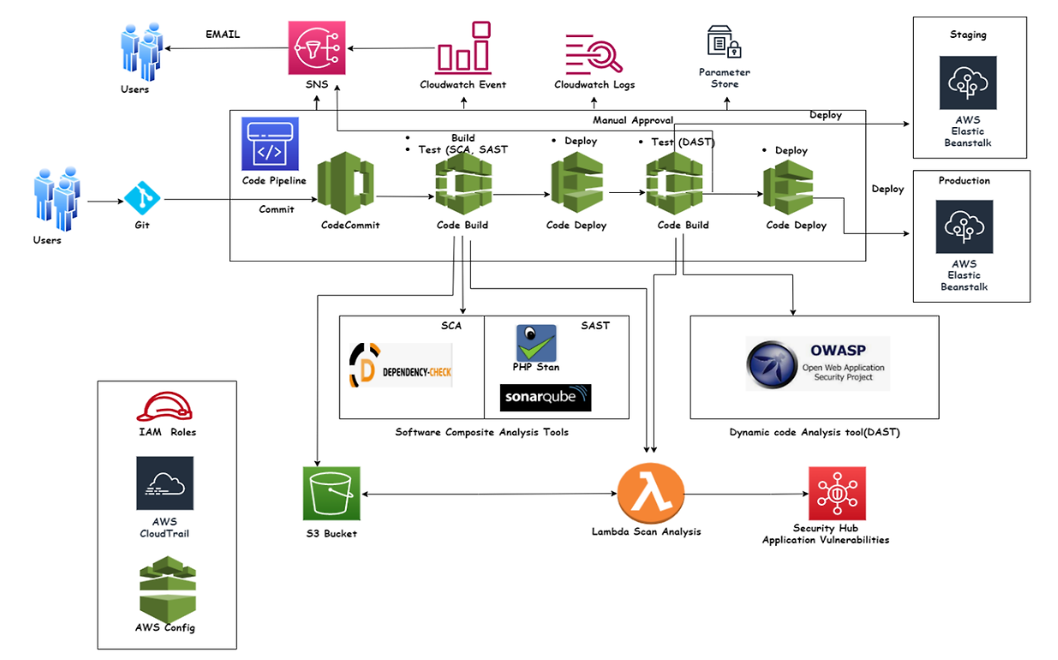 EMAIL
Users
SNS
Cloudwatch Event
Cloudwatch Logs
Parameter
Store
Staging
AWS
Elastic
Beanstalk
Manual Approval
Deploy
Code Pipeline
• Build
• Test (SCA, SAST
• Deploy
• Test (DAST)
• Deploy
Users
Git
Commit
CodeCommit
Code Build
Code Deploy
Code Build
Code Deploy
Deploy
Production
AWS
Elastic
Beanstalk
SCA
DEPENDENCY-CHECK
SAST
PHP Stan
sonarqube
Software Composite Analysis Tools
OWASP
Open Web Application
Security Project
Dynamic code Analysis tool(DAST)
IAM Roles
AWS
CloudTrail
AWS Config
S3 Bucket
Lambda Scan Analysis
Security Hub
Application Vulnerabilities